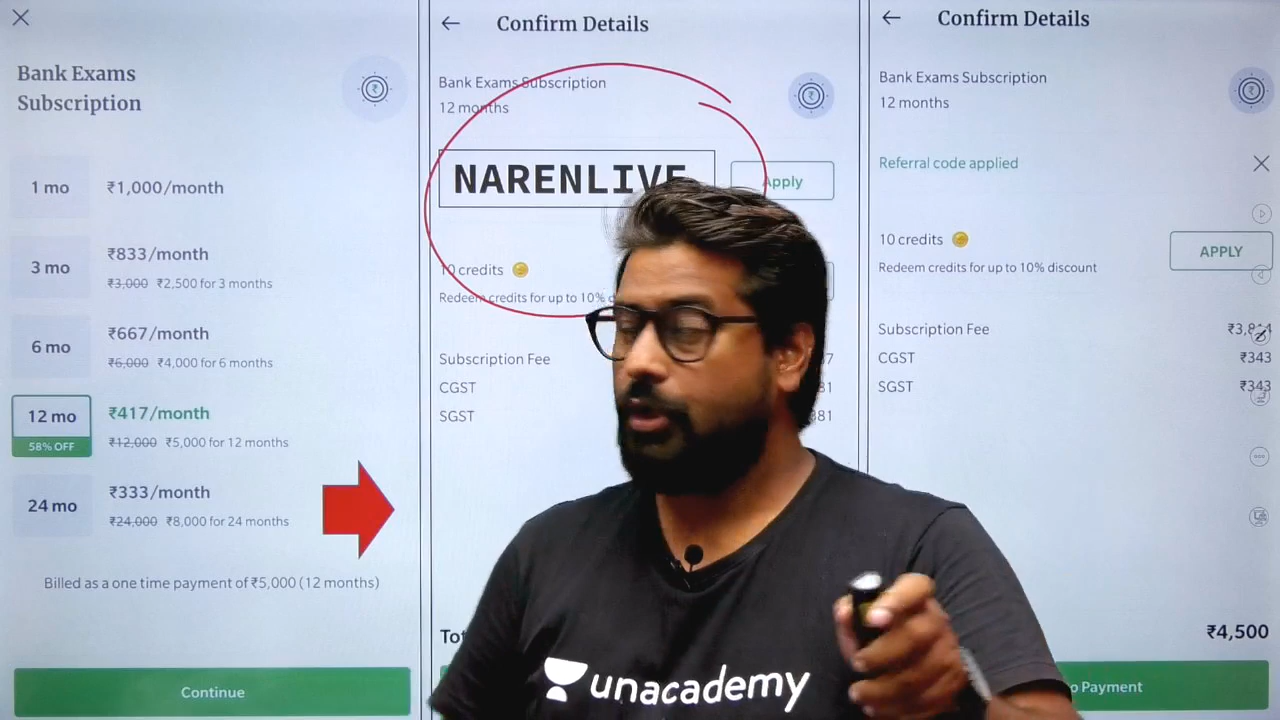 Bank Exams
Subscription
1 mo
₹1,000/month
3 mo
₹833/month
₹3,000 ₹2,500 for 3 months
6 mo
₹667/month
₹6,000 ₹4,000 for 6 months
12 mo
58% OFF
₹417/month
₹12,000 ₹5,000 for 12 months
24 mo
₹333/month
₹24,000 ₹8,000 for 24 months
Billed as a one time payment of ₹5,000 (12 months)
Continue
Confirm Details
Bank Exams Subscription
12 months
NARENLIVE
Apply
10 credits
Redeem credits for up to 10%
Subscription Fee
CGST
SGST
unacademy
Confirm Details
Bank Exams Subscription
12 months
Referral code applied
10 credits
APPLY
Redeem credits for up to 10% discount
Subscription Fee
CGST ₹343
SGST ₹343
₹4,500
Payment